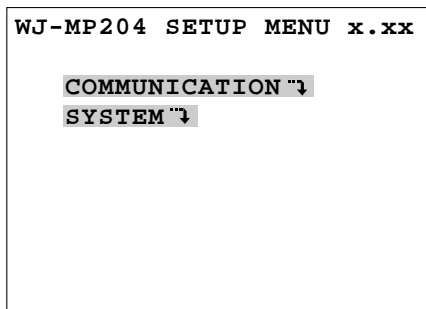 WJ-MP204 SETUP MENU x.xx
COMMUNICATION
SYSTEM